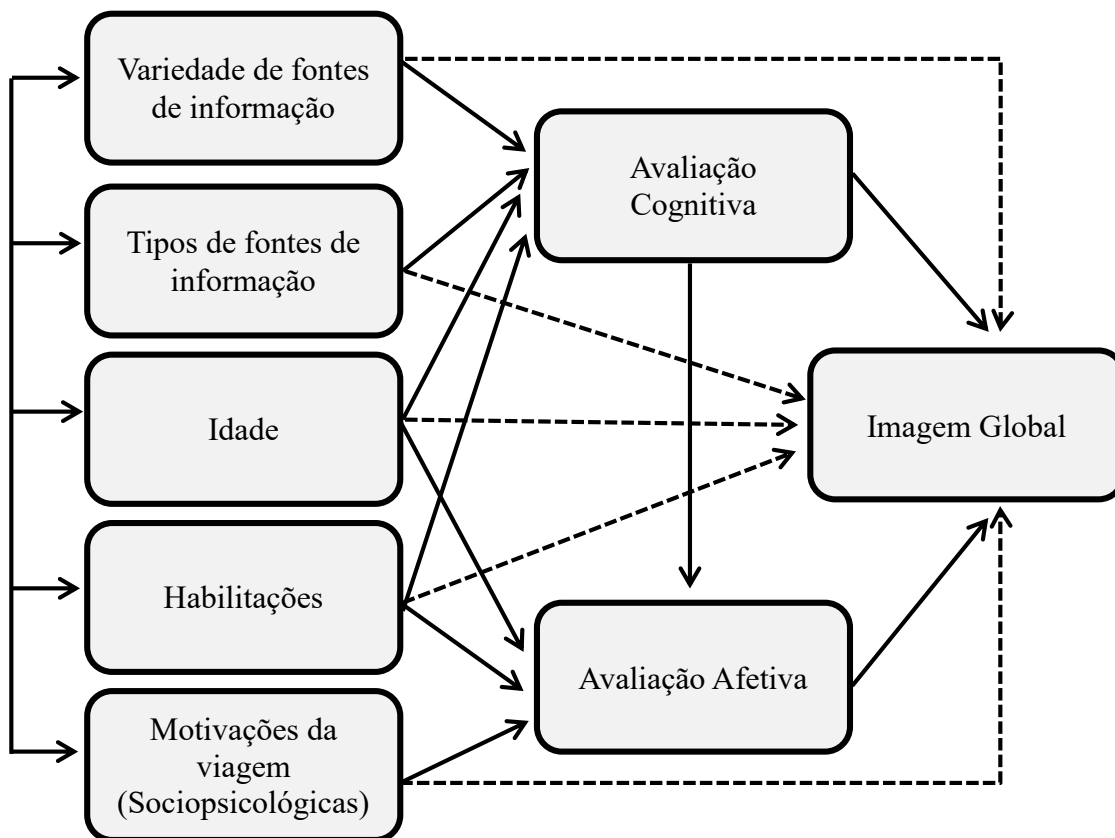 Variedade de fontes
de informação
Tipos de fontes de
informação
Idade
Habilitações
Motivações da
viagem
(Sociopsicológicas)
Avaliação
Cognitiva
Avaliação Afetiva
Imagem Global